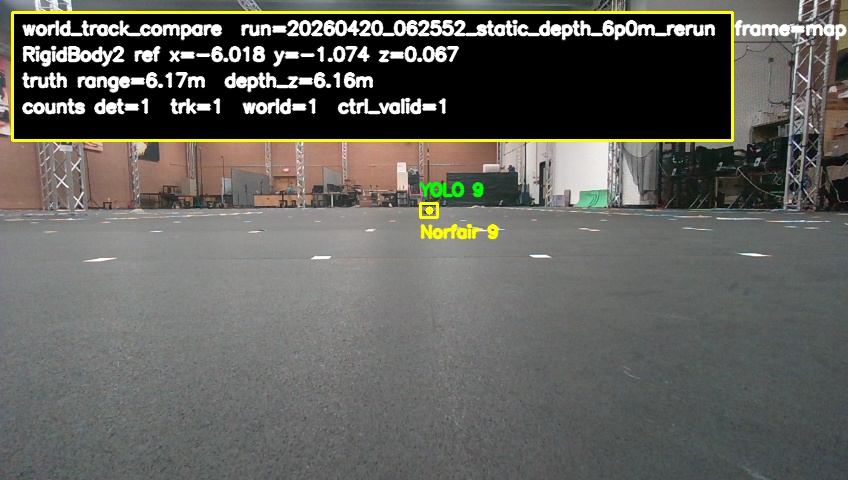 world_track_compare run=20260420_062552_static_depth_6p0m_rerun frame=map
RigidBody2 ref x=-6.018 y=-1.074 z=0.067
truth range=6.17m depth_z=6.16m
counts det=1 trk=1 world=1 ctrl_valid=1
YOLO 9
Norfair 9